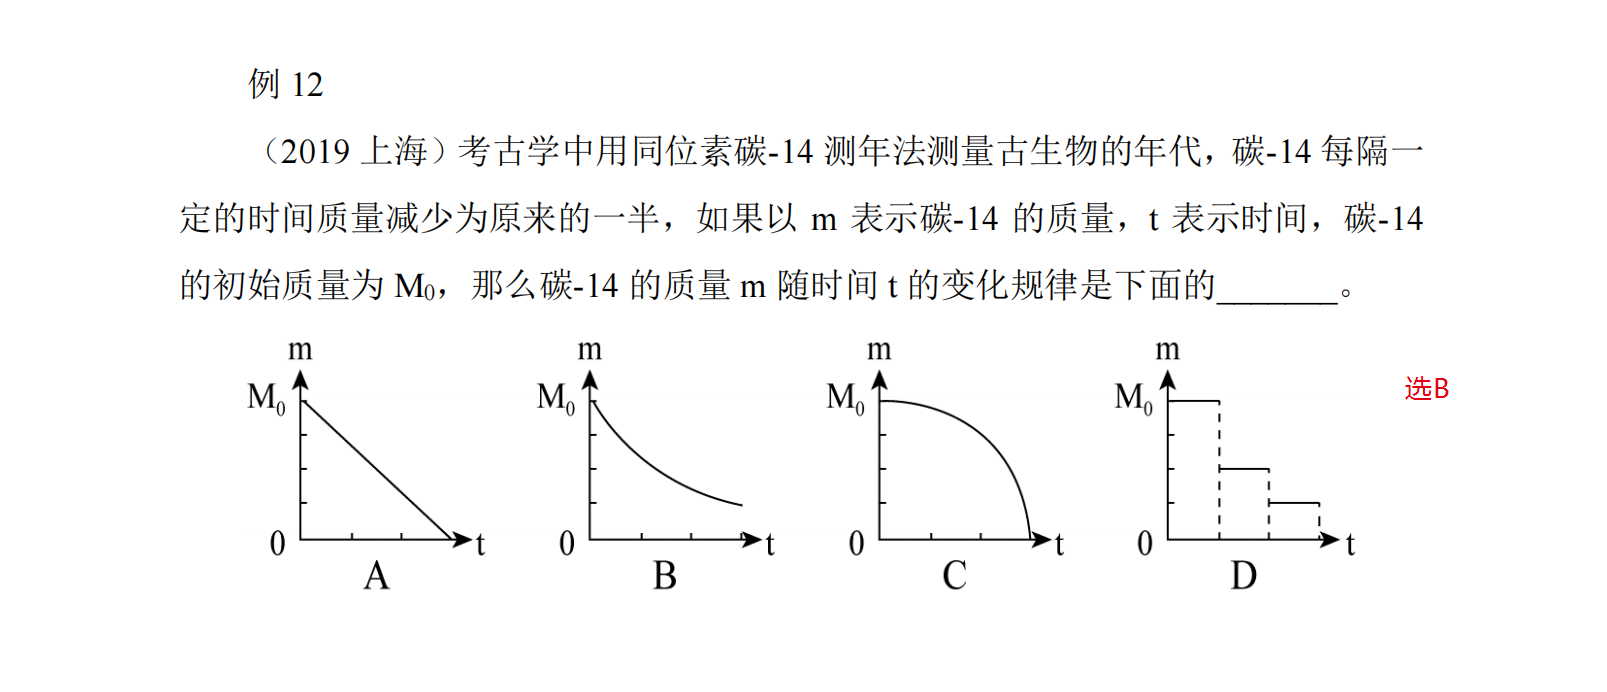 例 12
（2019 上海）考古学中用同位素碳-14 测年法测量古生物的年代，碳-14 每隔一
定的时间质量减少为原来的一半，如果以 m 表示碳-14 的质量，t 表示时间，碳-14
的初始质量为 M₀，那么碳-14 的质量 m 随时间 t 的变化规律是下面的_______。
m m m m
M₀ M₀ M₀ M₀ 选B
0 t 0 t 0 t 0 t
A B C D